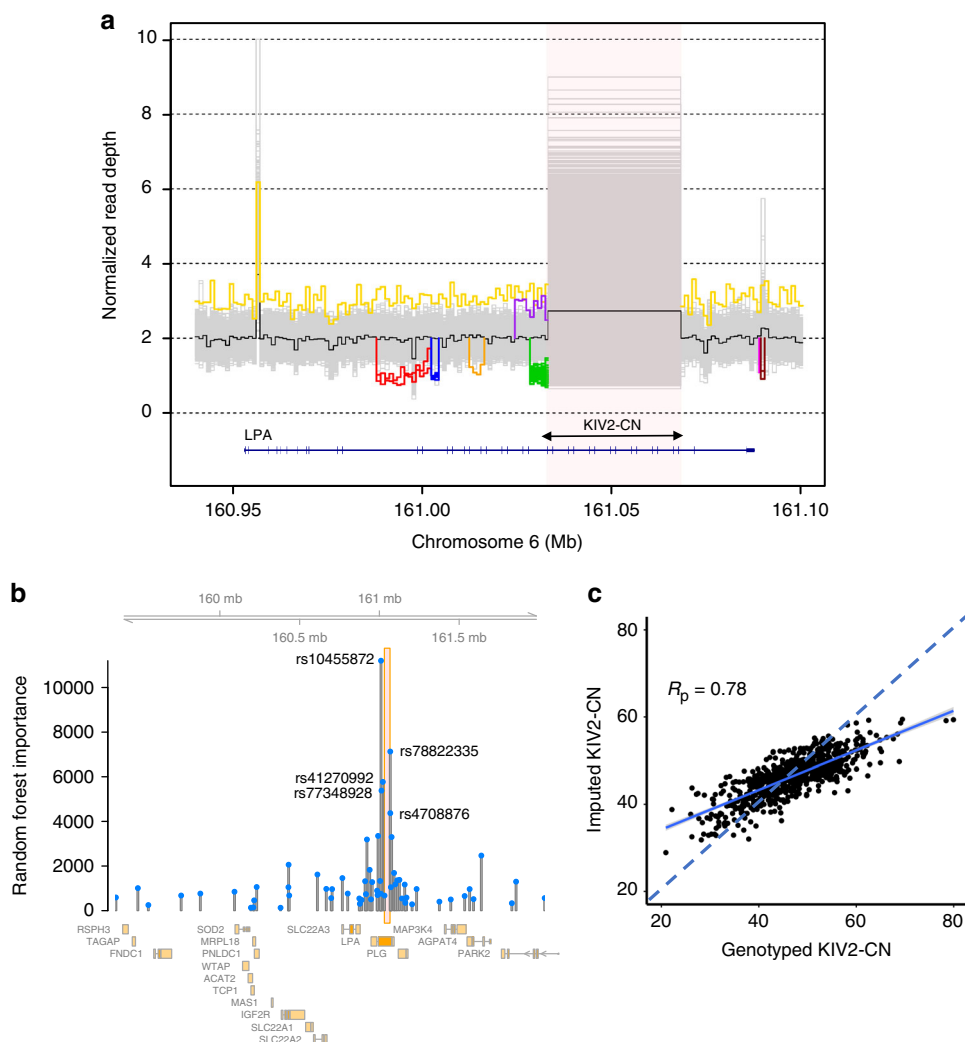 a
10
8
6
4
2
0
Normalized read depth
LPA
KIV2-CN
160.95
161.00
161.05
161.10
Chromosome 6 (Mb)
b
160 mb
161 mb
160.5 mb
161.5 mb
10000
8000
6000
4000
2000
0
Random forest importance
rs10455872
rs78822335
rs41270992
rs77348928
rs4708876
RSPH3
SOD2
SLC22A3
MAP3K4
TAGAP
MRPL18
LPA
AGPAT4
FNDC1
PNLDC1
PLG
PARK2
WTAP
ACAT2
TCP1
MAS1
IGF2R
SLC22A1
SLC22A2
c
80
60
40
20
Imputed KIV2-CN
Rp = 0.78
20
40
60
80
Genotyped KIV2-CN